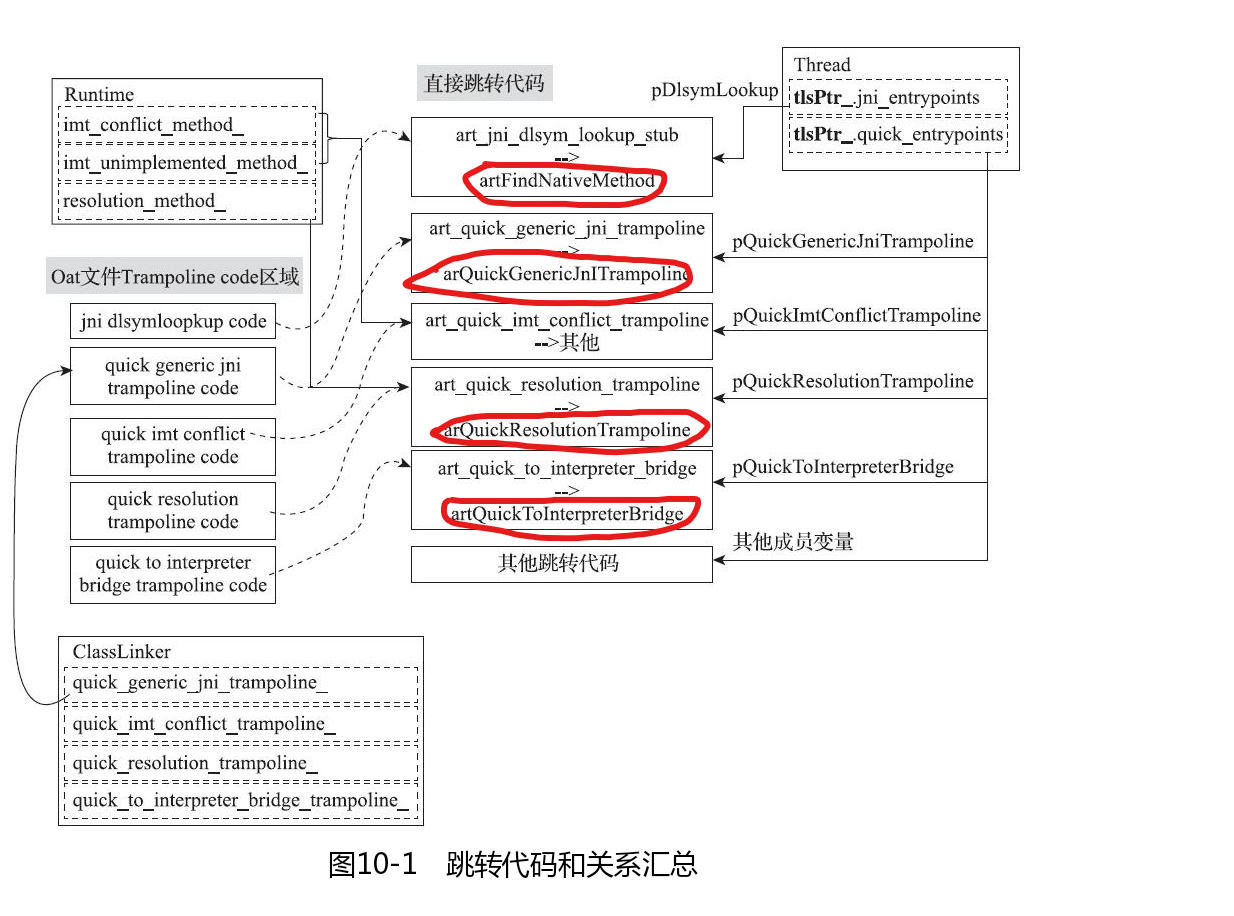 直接跳转代码
Thread
pDlsymLookup
tlsPtr_.jni_entrypoints
tlsPtr_.quick_entrypoints
Runtime
imt_conflict_method_
imt_unimplemented_method_
resolution_method_
art_jni_dlsym_lookup_stub
-->
artFindNativeMethod
art_quick_generic_jni_trampoline
-->
arQuickGenericJnITrampoline
pQuickGenericJniTrampoline
Oat文件Trampoline code区域
jni dlsymloopkup code
quick generic jni
trampoline code
quick imt conflict
trampoline code
quick resolution
trampoline code
quick to interpreter
bridge trampoline code
art_quick_imt_conflict_trampoline
-->其他
pQuickImtConflictTrampoline
art_quick_resolution_trampoline
-->
arQuickResolutionTrampoline
pQuickResolutionTrampoline
art_quick_to_interpreter_bridge
-->
artQuickToInterpreterBridge
pQuickToInterpreterBridge
其他跳转代码
其他成员变量
ClassLinker
quick_generic_jni_trampoline_
quick_imt_conflict_trampoline_
quick_resolution_trampoline_
quick_to_interpreter_bridge_trampoline_
图10-1 跳转代码和关系汇总